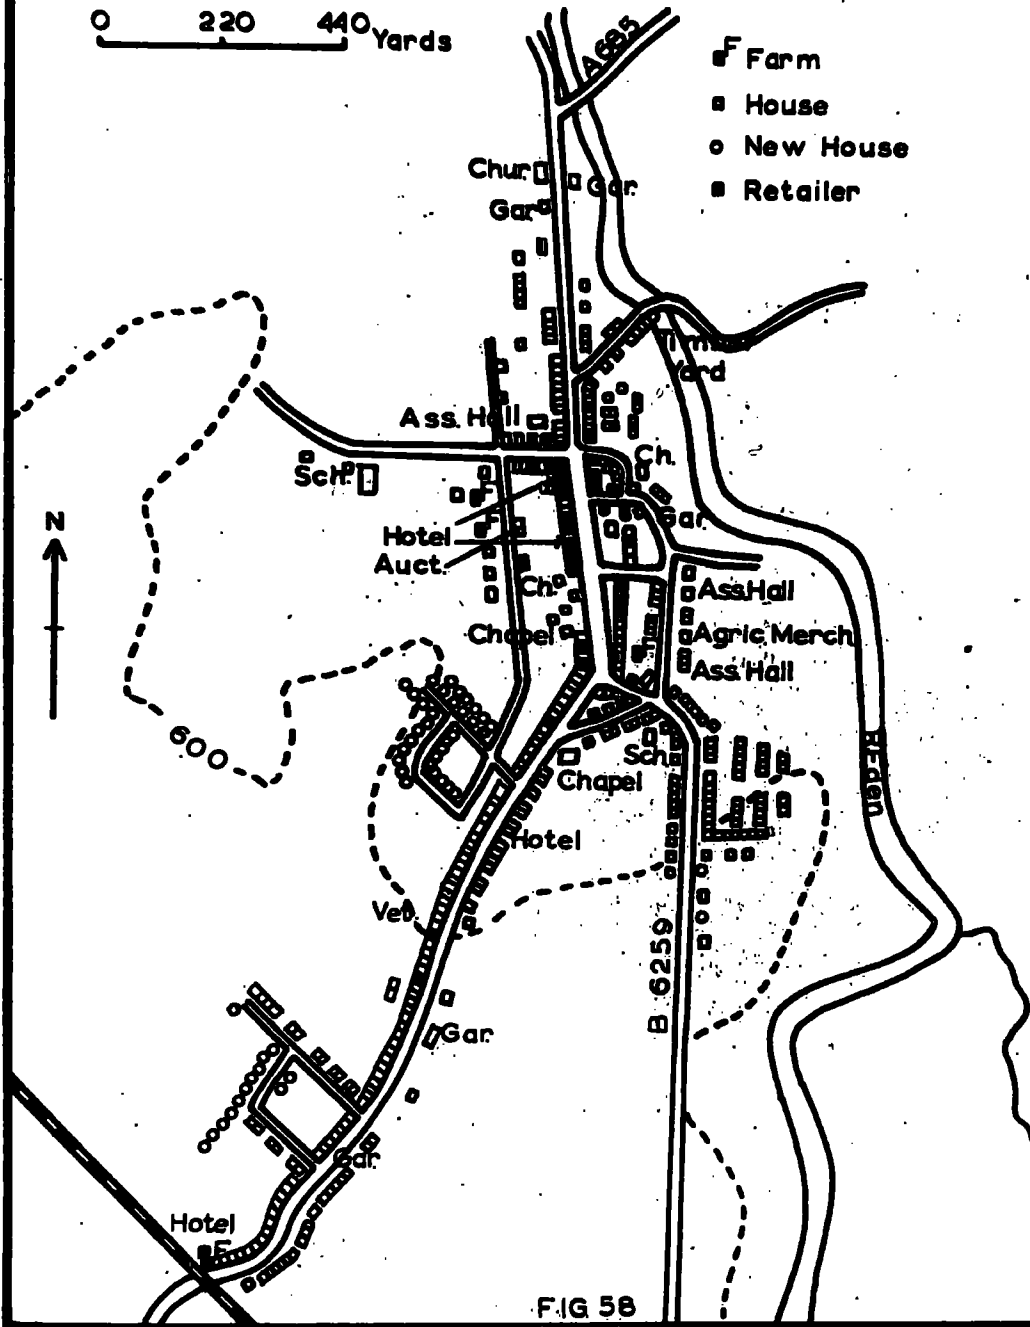 0 220 440 Yards
A685
F Farm
House
New House
Retailer
Chur.
Gar.
Gar
Yard
Ass. Hall
Ch.
Sch.
F
N
Gar.
F
Hotel
Auct.
Ch.
Ass.Hall
Chapel
Agric. Merch.
Ass. Hall
600
Sch.
Chapel
R.Eden
Hotel
Vet.
B 6259
Gar.
Gar.
Hotel
F
FIG 58